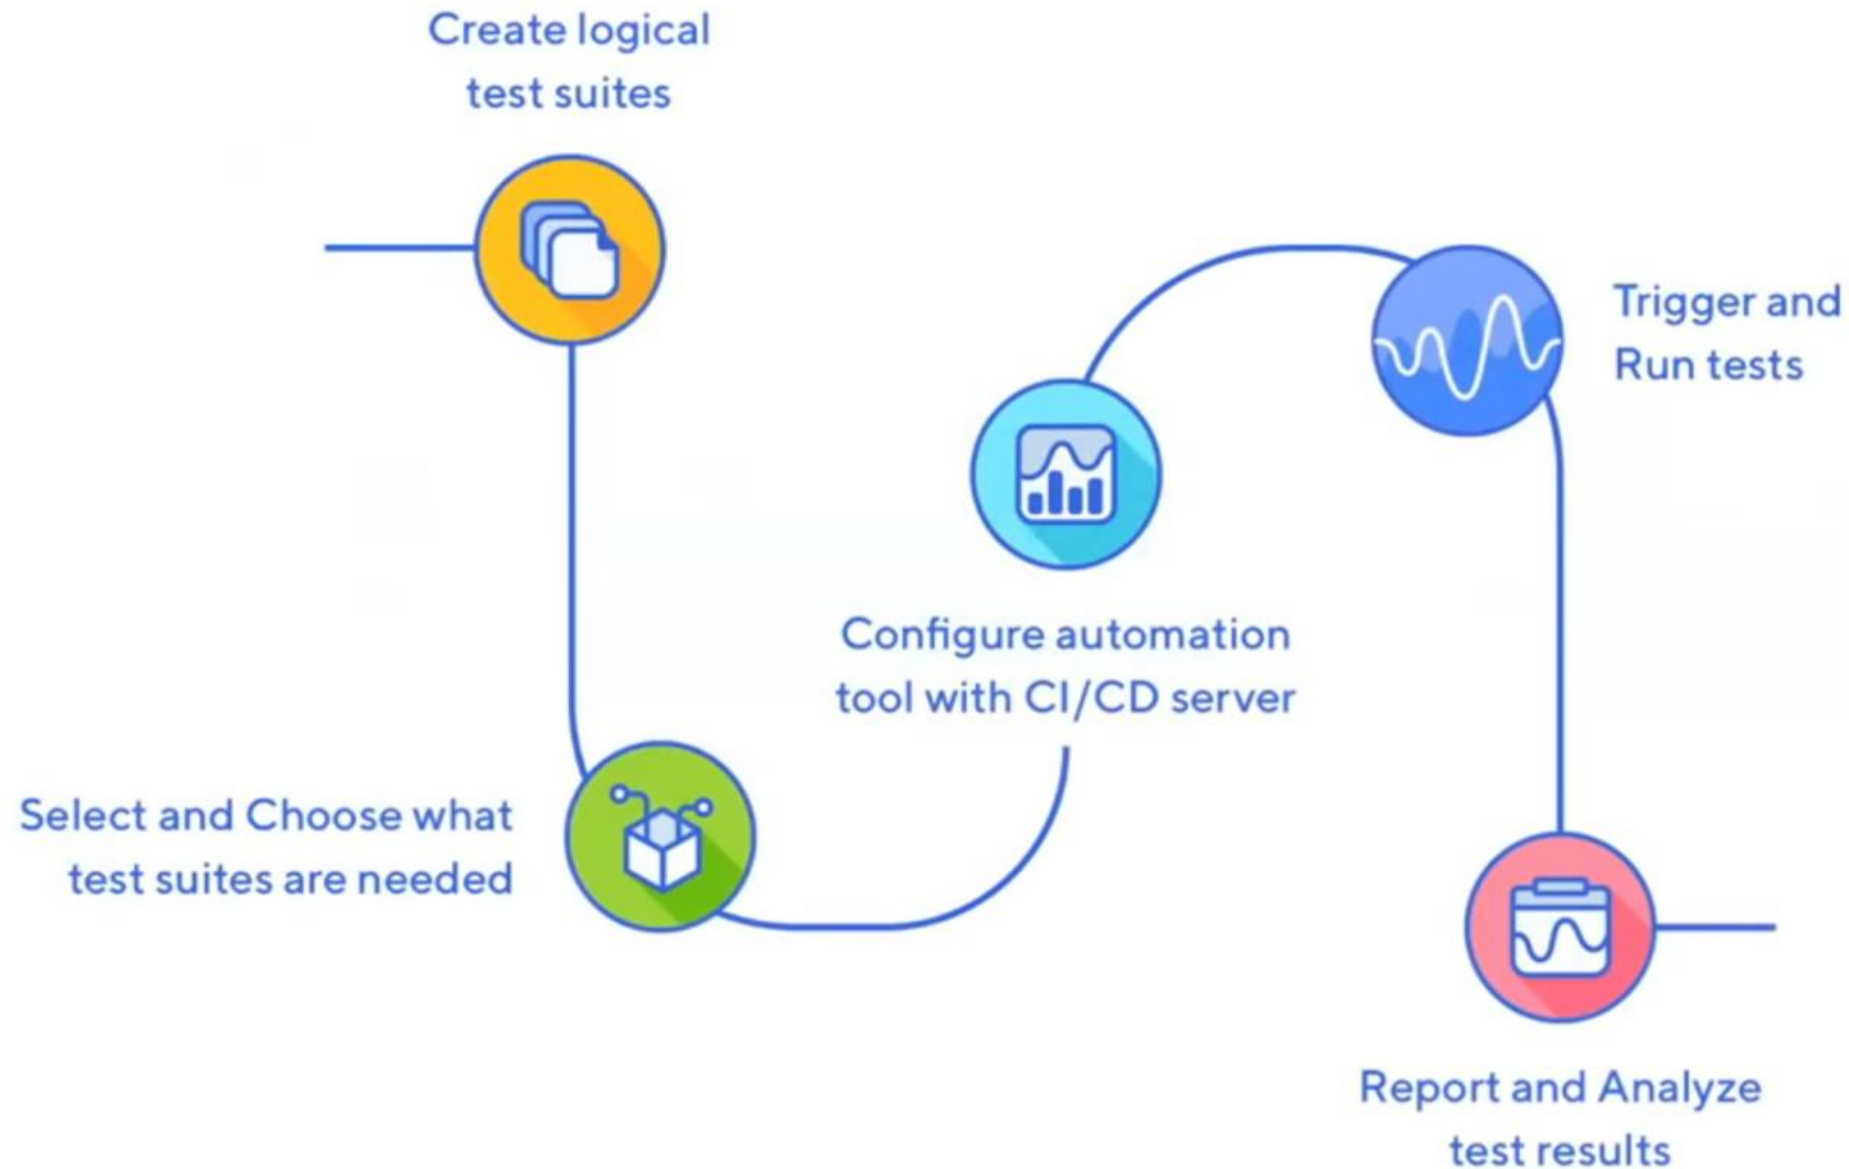 Create logical
test suites
Select and Choose what
test suites are needed
Configure automation
tool with CI/CD server
Trigger and
Run tests
Report and Analyze
test results